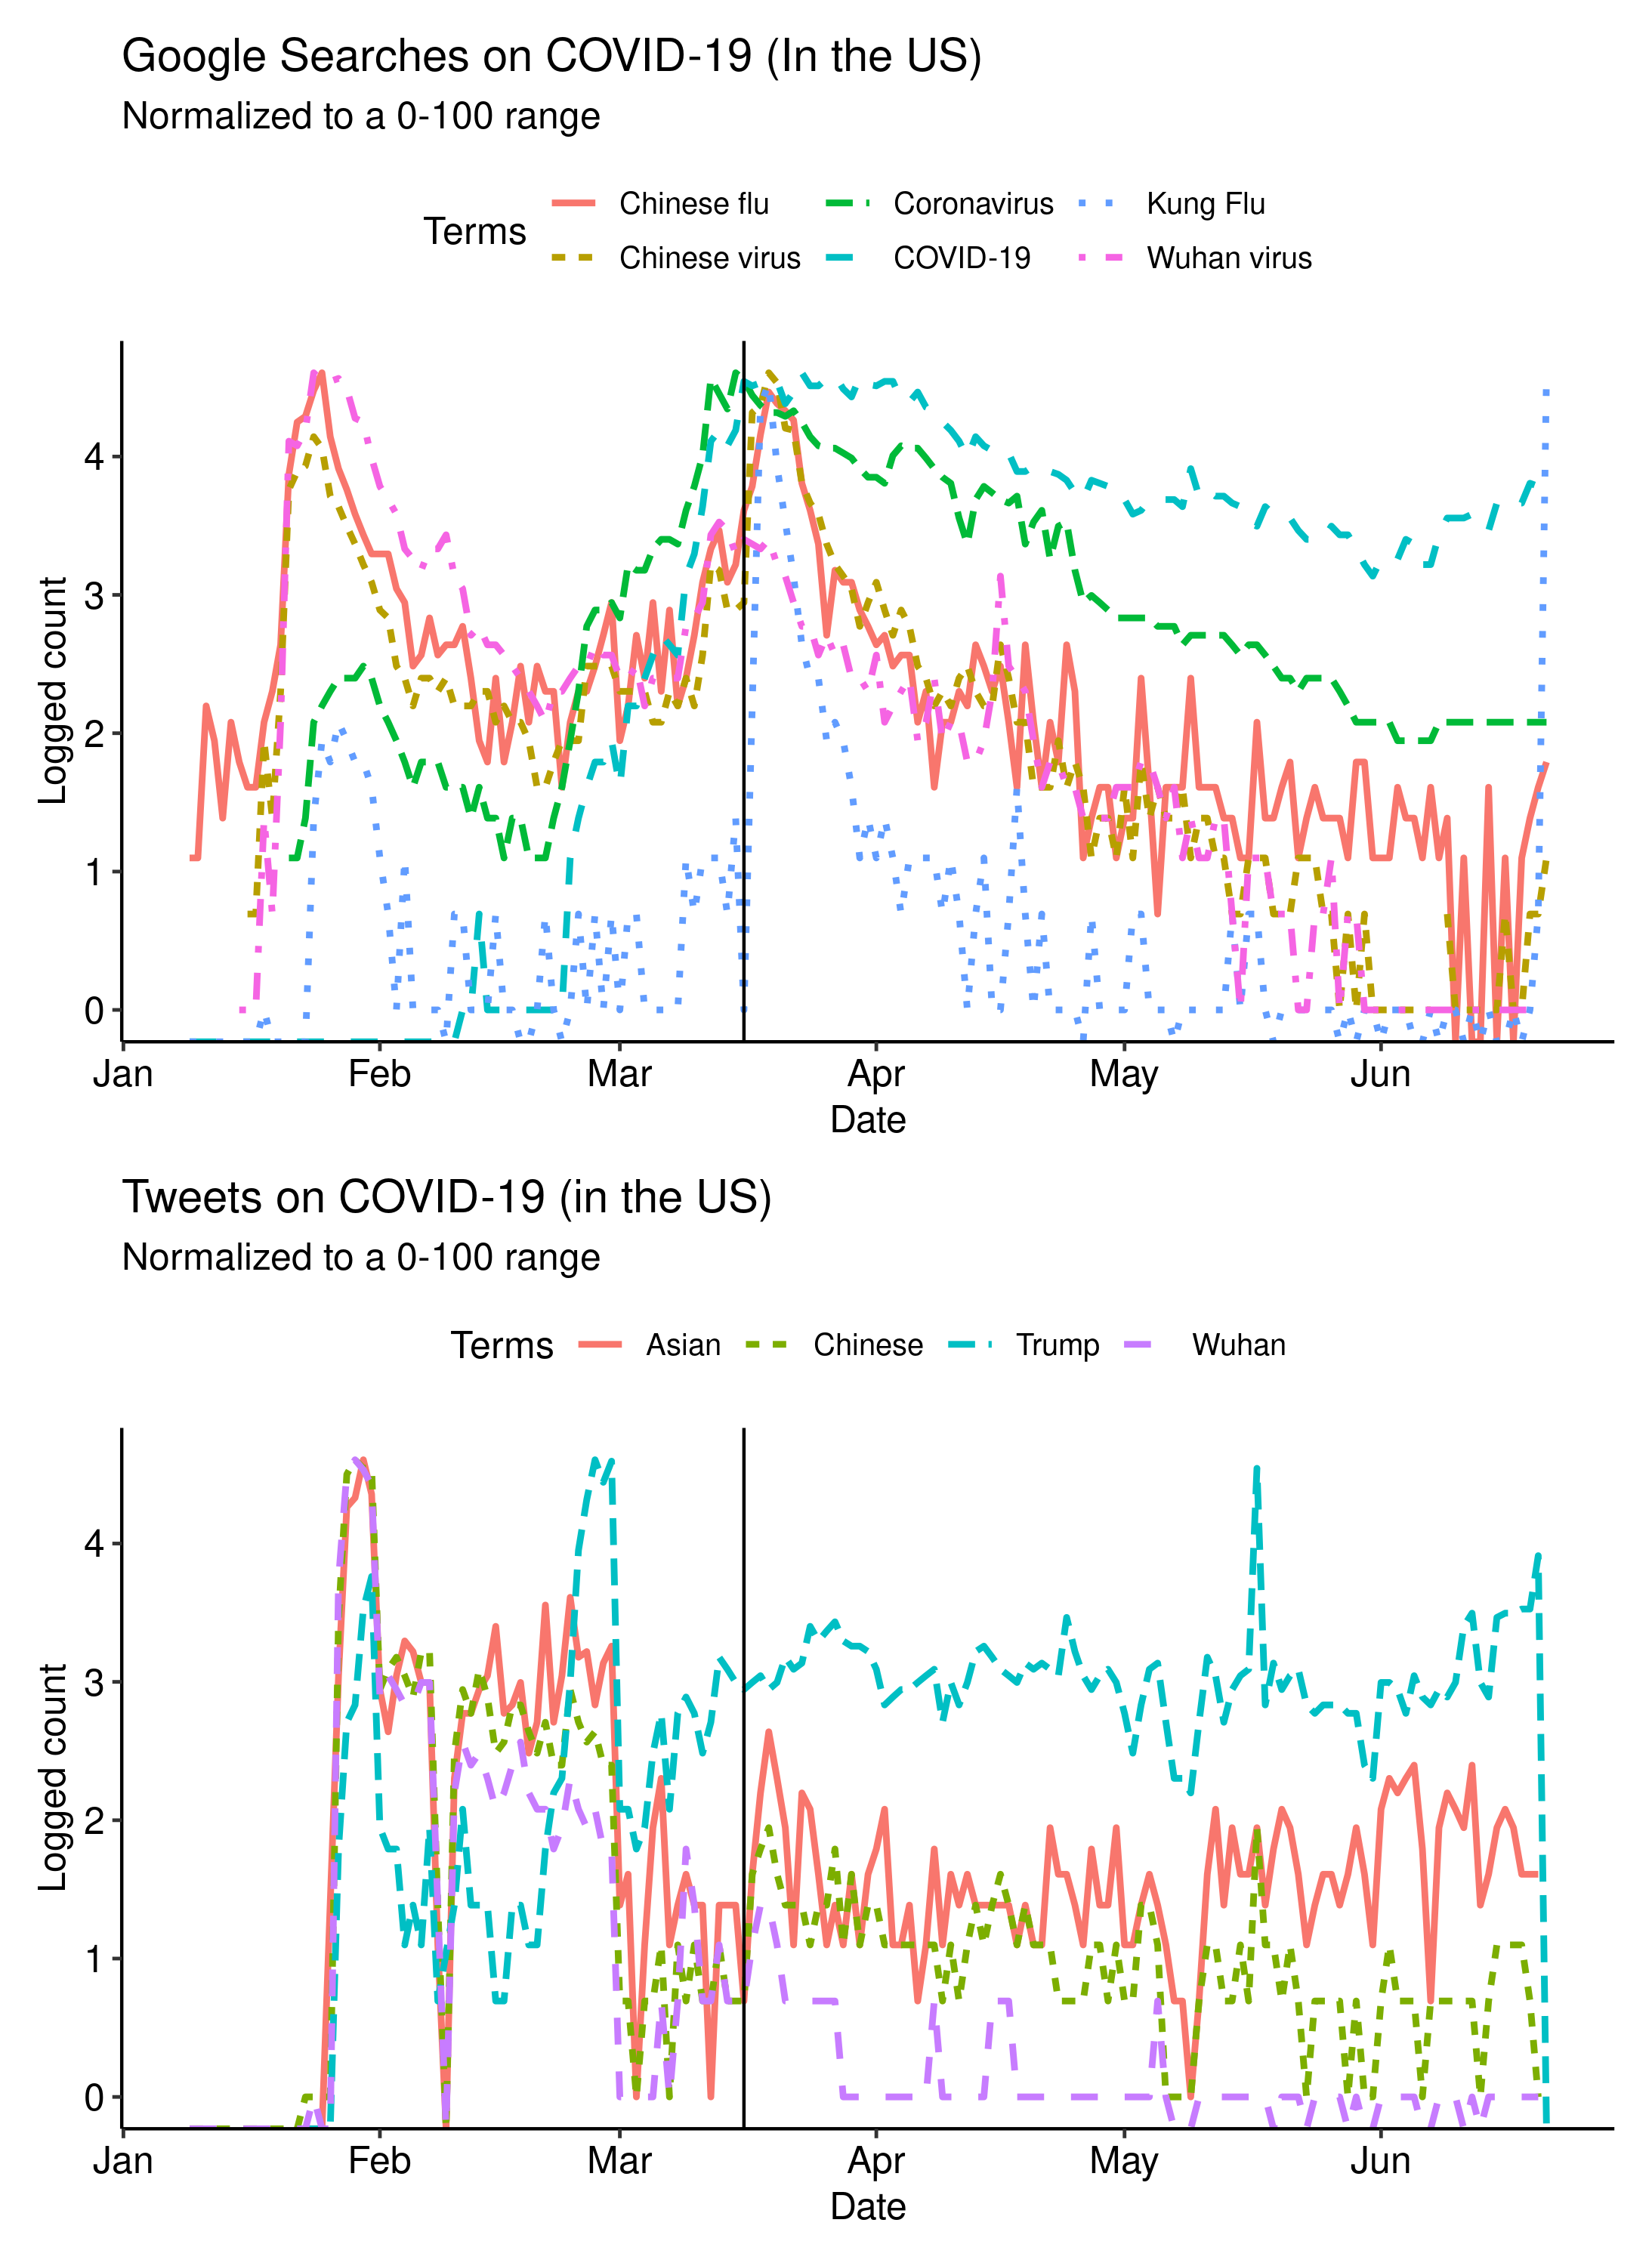 Google Searches on COVID-19 (In the US)
Normalized to a 0-100 range
Terms
Chinese flu
Coronavirus
Kung Flu
Chinese virus
COVID-19
Wuhan virus
Logged count
4
3
2
1
0
Jan Feb Mar Apr May Jun
Date
Tweets on COVID-19 (in the US)
Normalized to a 0-100 range
Terms Asian Chinese Trump Wuhan
Logged count
4
3
2
1
0
Jan Feb Mar Apr May Jun
Date